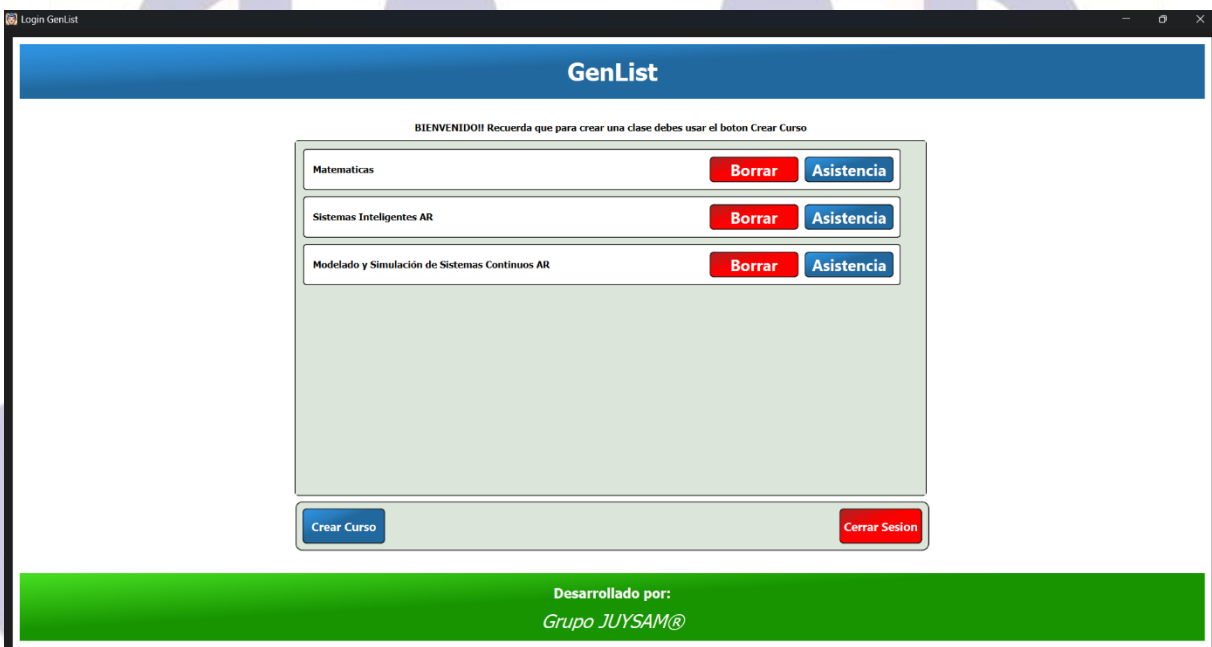 Login GenList
GenList
BIENVENIDO!! Recuerda que para crear una clase debes usar el boton Crear Curso
Matematicas Borrar Asistencia
Sistemas Inteligentes AR Borrar Asistencia
Modelado y Simulación de Sistemas Continuos AR Borrar Asistencia
Crear Curso Cerrar Sesion
Desarrollado por:
Grupo JUYSAM®